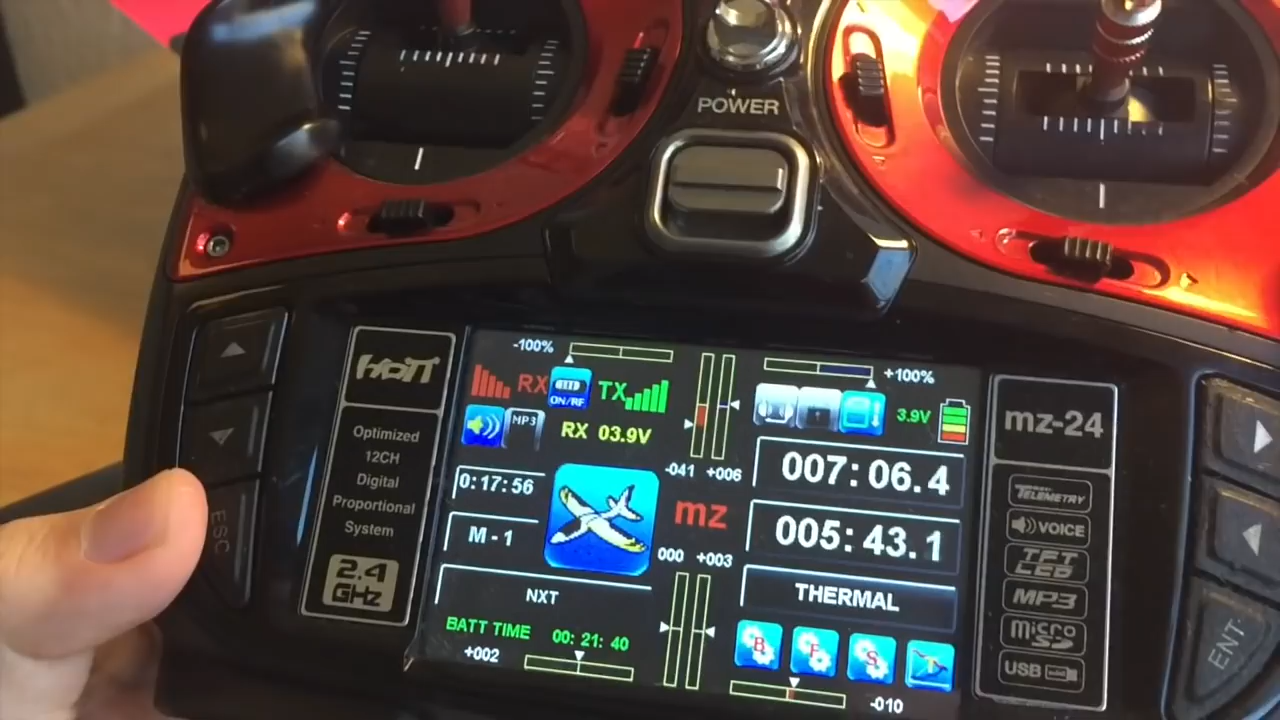 POWER
HoTT
Optimized
12CH
Digital
Proportional
System
2.4
GHz
ESC
-100%
RX
ON/RF
TX
MP3
RX 03.9V
-041 +006
0:17:56
M-1
mz
000 +003
NXT
BATT TIME 00:21:40
+002
+100%
3.9V
007:06.4
005:43.1
THERMAL
B
F
S
T
-010
mz-24
TELEMETRY
VOICE
TFT
LCD
MP3
micro
SD
USB
ENT